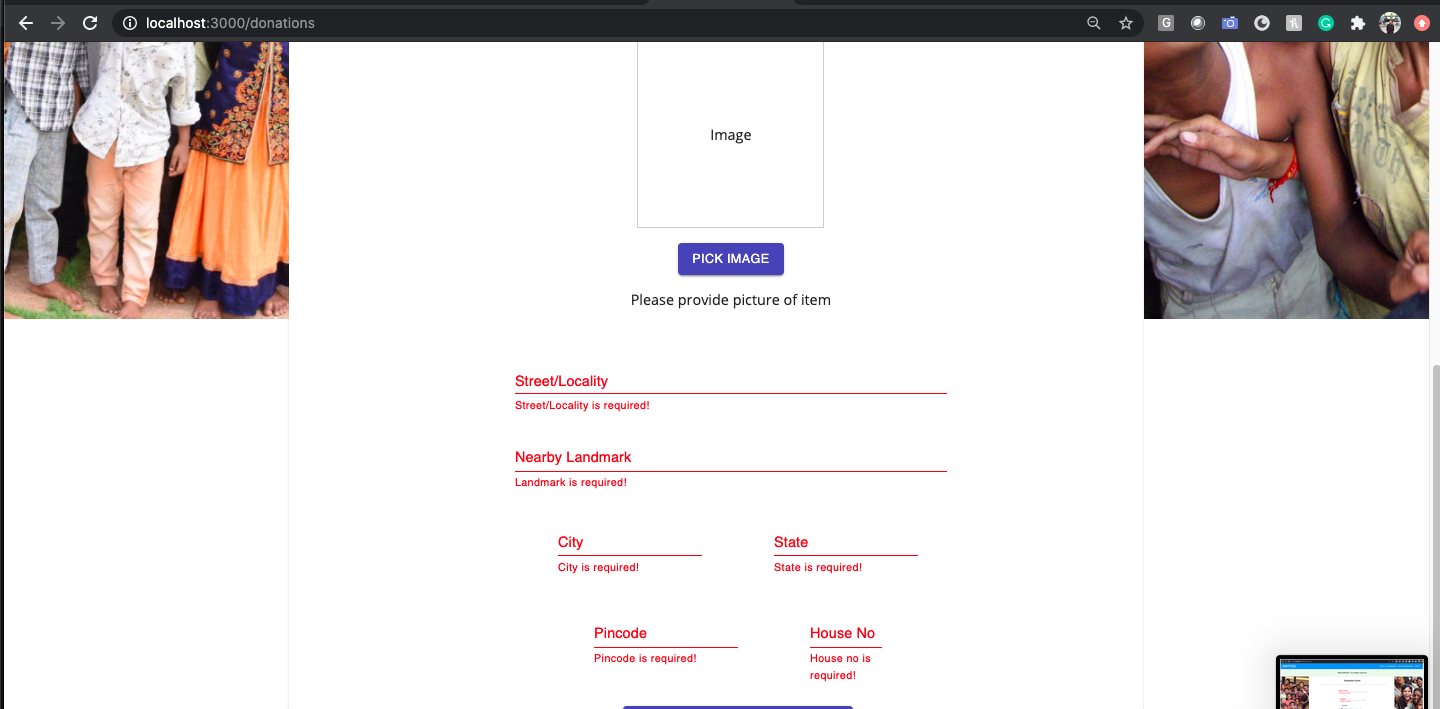 localhost:3000/donations
Image
PICK IMAGE
Please provide picture of item
Street/Locality
Street/Locality is required!
Nearby Landmark
Landmark is required!
City
State
City is required!
State is required!
Pincode
House No
Pincode is required!
House no is
required!